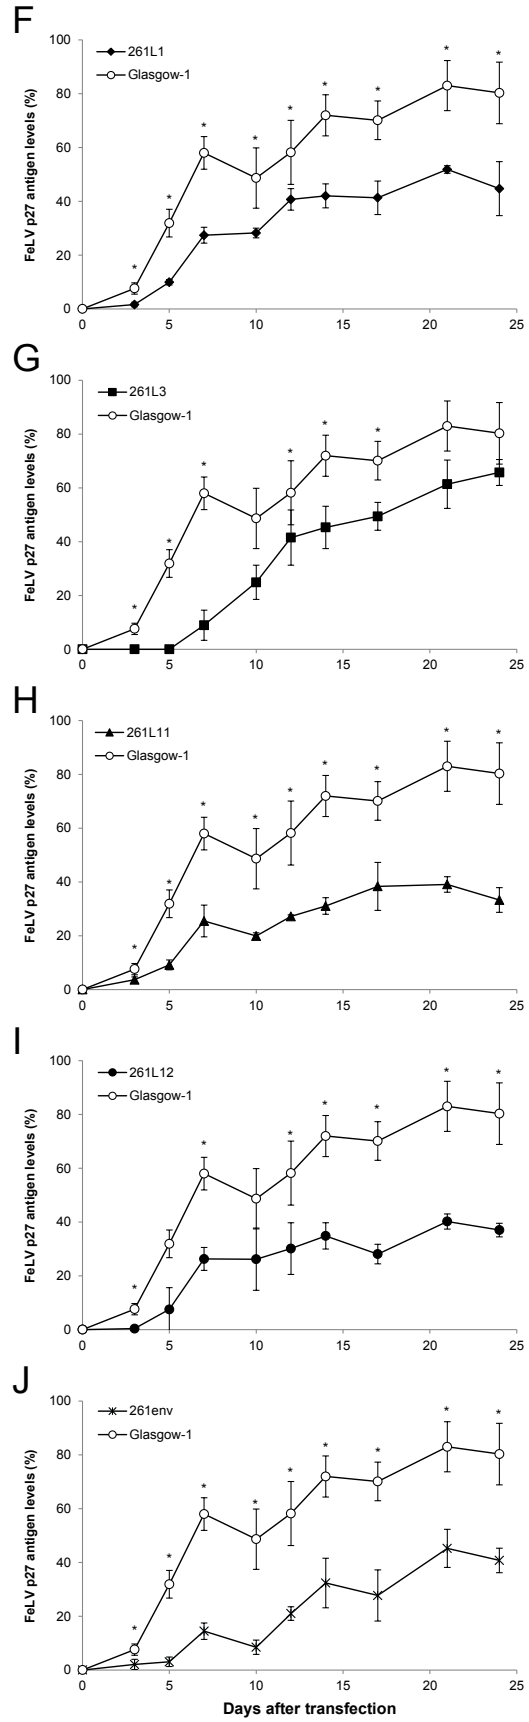 F
261L1
Glasgow-1
FeLV p27 antigen levels (%)
100
80
60
40
20
0
* * * * * * * * *
0 5 10 15 20 25
G
261L3
Glasgow-1
FeLV p27 antigen levels (%)
100
80
60
40
20
0
* * * * * *
0 5 10 15 20 25
H
261L11
Glasgow-1
FeLV p27 antigen levels (%)
100
80
60
40
20
0
* * * * * * * * *
0 5 10 15 20 25
I
261L12
Glasgow-1
FeLV p27 antigen levels (%)
100
80
60
40
20
0
* * * * * * *
0 5 10 15 20 25
J
261env
Glasgow-1
FeLV p27 antigen levels (%)
100
80
60
40
20
0
* * * * * * * * *
0 5 10 15 20 25
Days after transfection